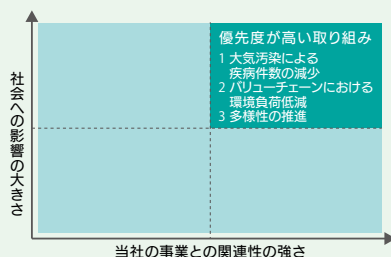 優先度が高い取り組み
1 大気汚染による
疾病件数の減少
2 バリューチェーンにおける
環境負荷低減
3 多様性の推進
社会への影響の大きさ
当社の事業との関連性の強さ